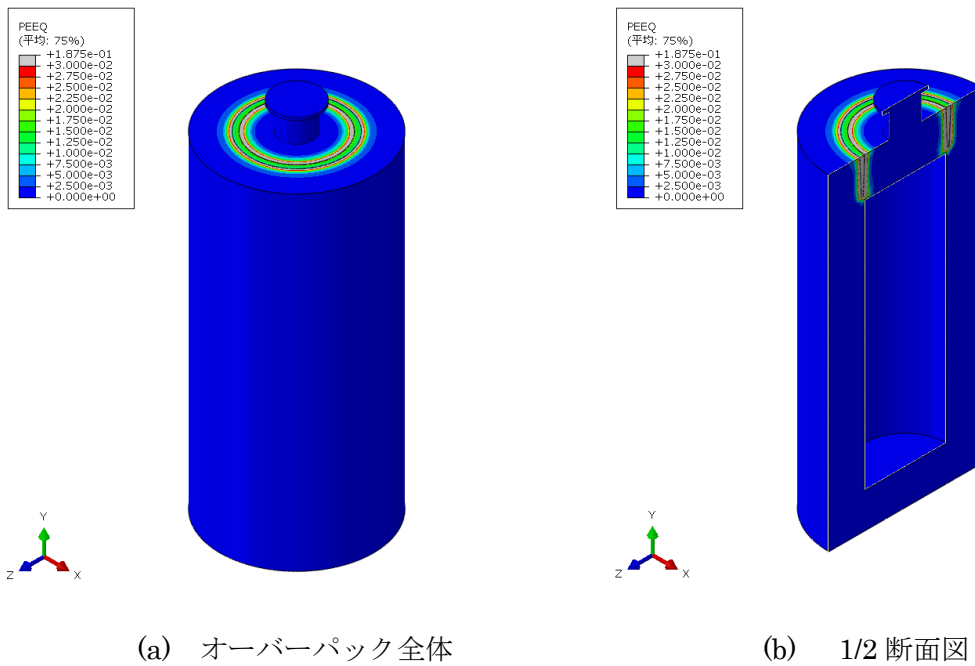 PEEQ
(平均: 75%)
+1.875e−01
+3.000e−02
+2.750e−02
+2.500e−02
+2.250e−02
+2.000e−02
+1.750e−02
+1.500e−02
+1.250e−02
+1.000e−02
+7.500e−03
+5.000e−03
+2.500e−03
+0.000e+00
Y
Z
X
(a) オーバーパック全体
PEEQ
(平均: 75%)
+1.875e−01
+3.000e−02
+2.750e−02
+2.500e−02
+2.250e−02
+2.000e−02
+1.750e−02
+1.500e−02
+1.250e−02
+1.000e−02
+7.500e−03
+5.000e−03
+2.500e−03
+0.000e+00
Y
Z
X
(b) 1/2 断面図